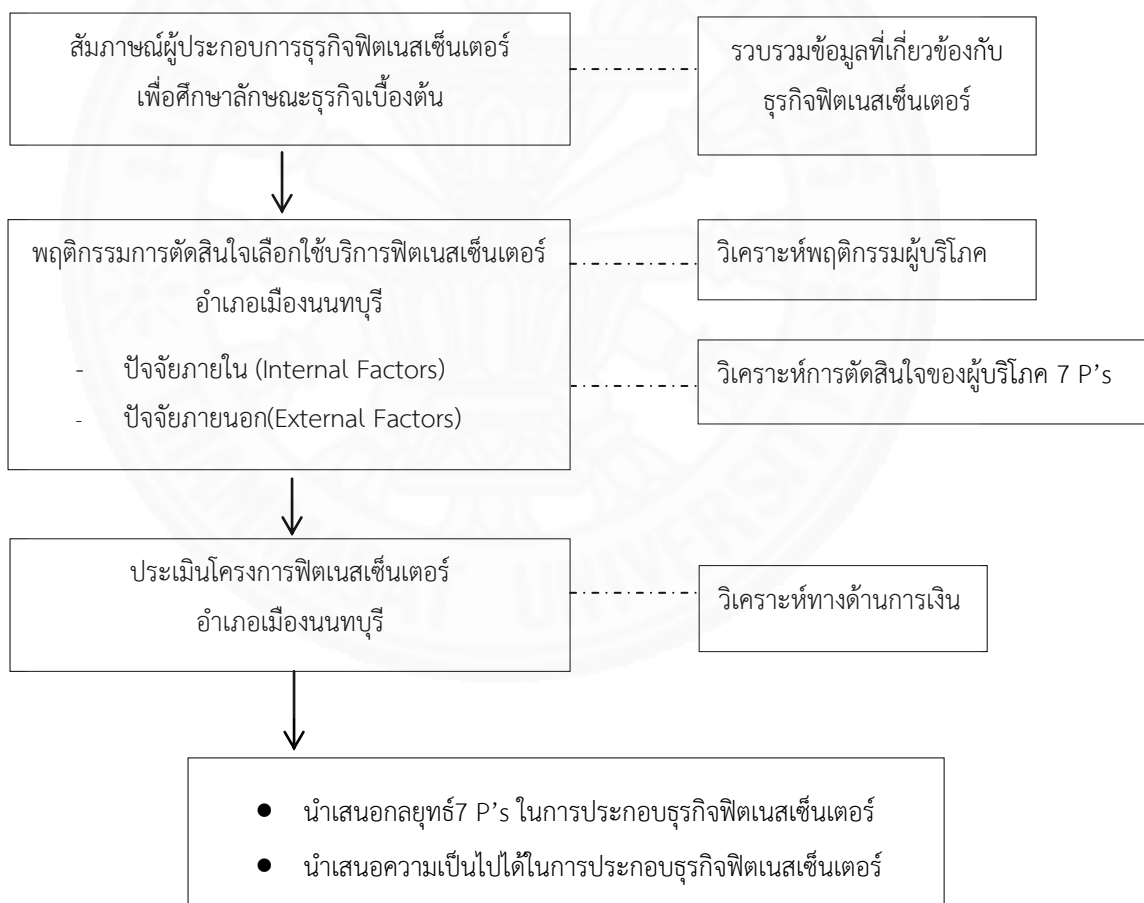 สัมภาษณ์ผู้ประกอบการธุรกิจฟิตเนสเซ็นเตอร์
เพื่อศึกษาลักษณะธุรกิจเบื้องต้น
รวบรวมข้อมูลที่เกี่ยวข้องกับ
ธุรกิจฟิตเนสเซ็นเตอร์
พฤติกรรมการตัดสินใจเลือกใช้บริการฟิตเนสเซ็นเตอร์
อำเภอเมืองนนทบุรี
- ปัจจัยภายใน (Internal Factors)
- ปัจจัยภายนอก(External Factors)
วิเคราะห์พฤติกรรมผู้บริโภค
วิเคราะห์การตัดสินใจของผู้บริโภค 7 P's
ประเมินโครงการฟิตเนสเซ็นเตอร์
อำเภอเมืองนนทบุรี
วิเคราะห์ทางด้านการเงิน
● นำเสนอกลยุทธ์7 P's ในการประกอบธุรกิจฟิตเนสเซ็นเตอร์
● นำเสนอความเป็นไปได้ในการประกอบธุรกิจฟิตเนสเซ็นเตอร์